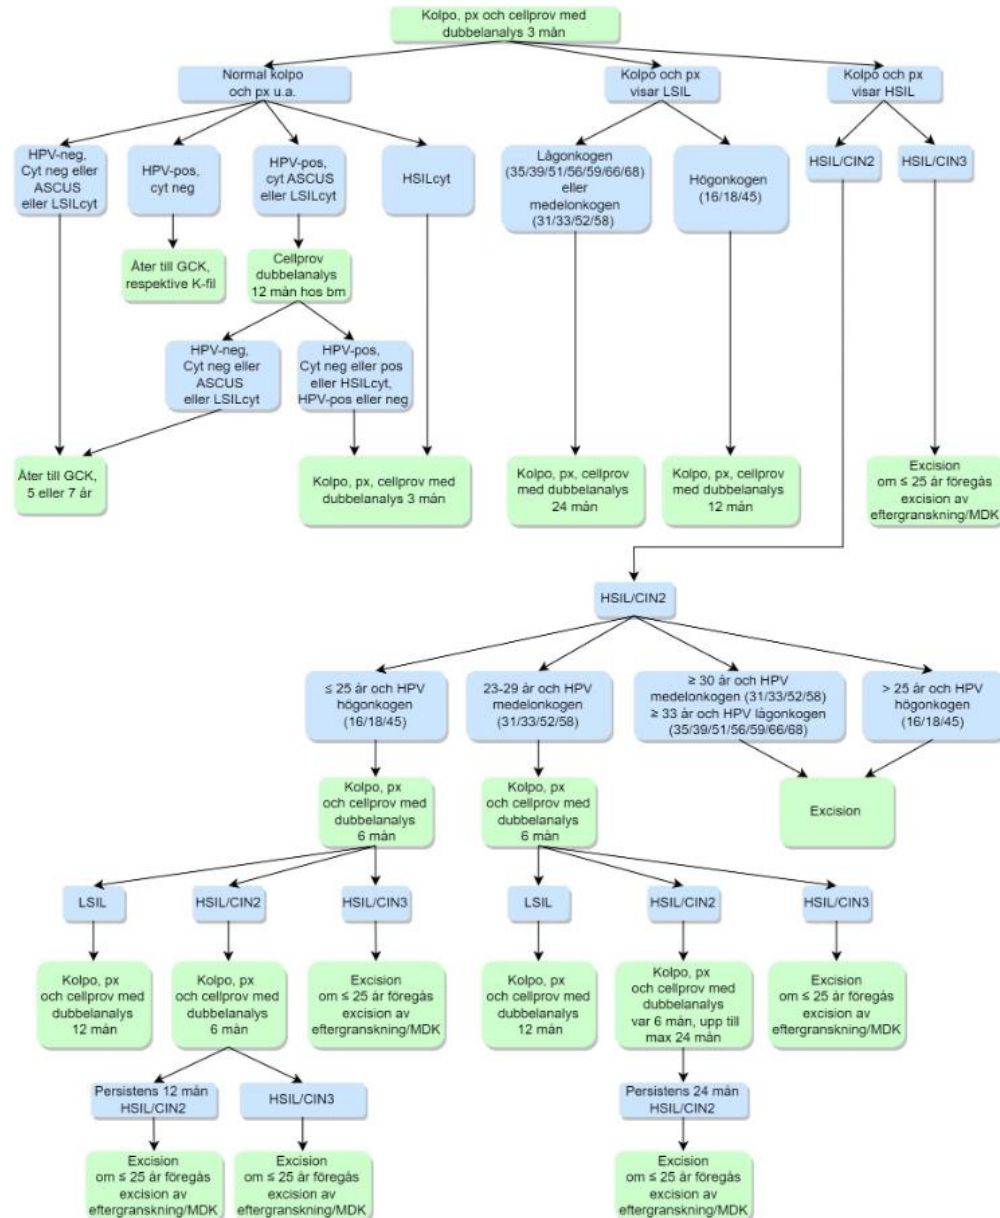 Kolpo, px och cellprov med
dubbelanalys 3 mån
Normal kolpo
och px u.a.
Kolpo och px
visar LSIL
Kolpo och px
visar HSIL
HPV-neg,
Cyt neg eller
ASCUS
eller LSILcyt
HPV-pos,
cyt neg
HPV-pos,
cyt ASCUS
eller LSILcyt
HSILcyt
Lågonkogen
(35/39/51/56/59/66/68)
eller
medelonkogen
(31/33/52/58)
Högonkogen
(16/18/45)
HSIL/CIN2
HSIL/CIN3
Åter till GCK,
respektive K-fil
Cellprov
dubbelanalys
12 mån hos bm
HPV-neg,
Cyt neg eller
ASCUS
eller LSILcyt
HPV-pos,
Cyt neg eller pos
eller HSILcyt,
HPV-pos eller neg
Åter till GCK,
5 eller 7 år
Kolpo, px, cellprov med
dubbelanalys 3 mån
Kolpo, px, cellprov
med dubbelanalys
24 mån
Kolpo, px, cellprov
med dubbelanalys
12 mån
Excision
om ≤ 25 år föregås
excision av
eftergranskning/MDK
HSIL/CIN2
≤ 25 år och HPV
högonkogen
(16/18/45)
23-29 år och HPV
medelonkogen
(31/33/52/58)
≥ 30 år och HPV
medelonkogen (31/33/52/58)
≥ 33 år och HPV lågonkogen
(35/39/51/56/59/66/68)
> 25 år och HPV
högonkogen
(16/18/45)
Kolpo, px
och cellprov med
dubbelanalys
6 mån
Kolpo, px
och cellprov med
dubbelanalys
6 mån
Excision
LSIL
HSIL/CIN2
HSIL/CIN3
LSIL
HSIL/CIN2
HSIL/CIN3
Kolpo, px
och cellprov med
dubbelanalys
12 mån
Kolpo, px
och cellprov med
dubbelanalys
6 mån
Excision
om ≤ 25 år föregås
excision av
eftergranskning/MDK
Kolpo, px
och cellprov med
dubbelanalys
12 mån
Kolpo, px
och cellprov med
dubbelanalys
var 6 mån, upp till
max 24 mån
Excision
om ≤ 25 år föregås
excision av
eftergranskning/MDK
Persistens 12 mån
HSIL/CIN2
HSIL/CIN3
Persistens 24 mån
HSIL/CIN2
Excision
om ≤ 25 år föregås
excision av
eftergranskning/MDK
Excision
om ≤ 25 år föregås
excision av
eftergranskning/MDK
Excision
om ≤ 25 år föregås
excision av
eftergranskning/MDK